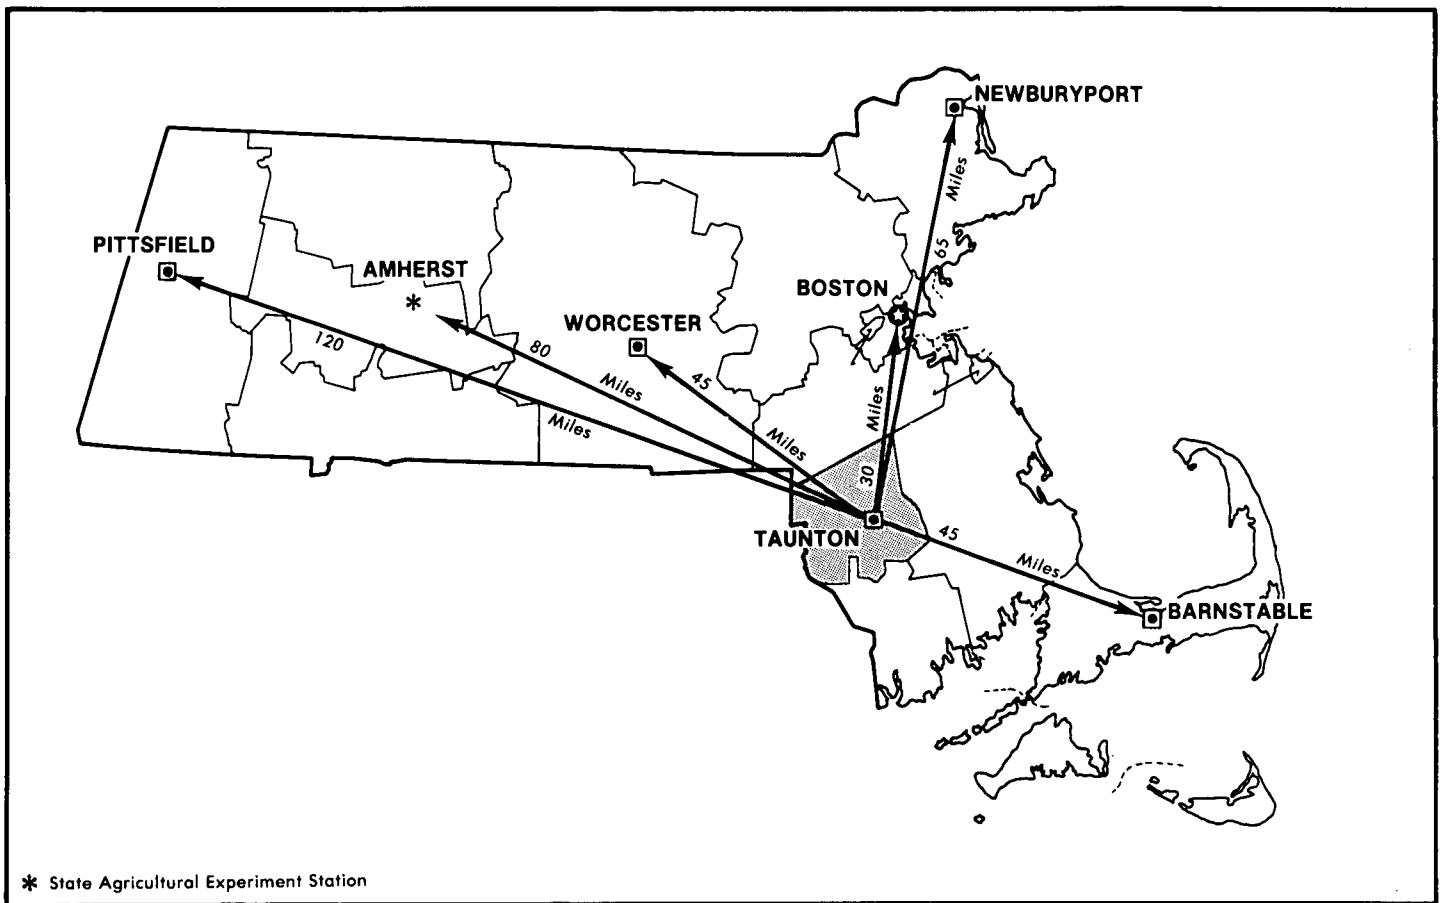 NEWBURYPORT
Miles
65
PITTSFIELD
AMHERST
BOSTON
WORCESTER
120
80
Miles
45
Miles
Miles
Miles
30
TAUNTON
45
Miles
BARNSTABLE
* State Agricultural Experiment Station